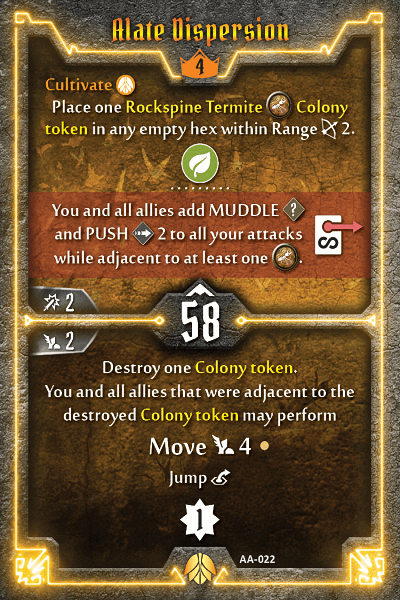 Alate Dispersion
4
Cultivate
Place one Rockspine Termite Colony
token in any empty hex within Range 2.
You and all allies add MUDDLE ?
and PUSH 2 to all your attacks
while adjacent to at least one .
2
58
2
Destroy one Colony token.
You and all allies that were adjacent to the
destroyed Colony token may perform
Move 4
Jump
1
AA-022